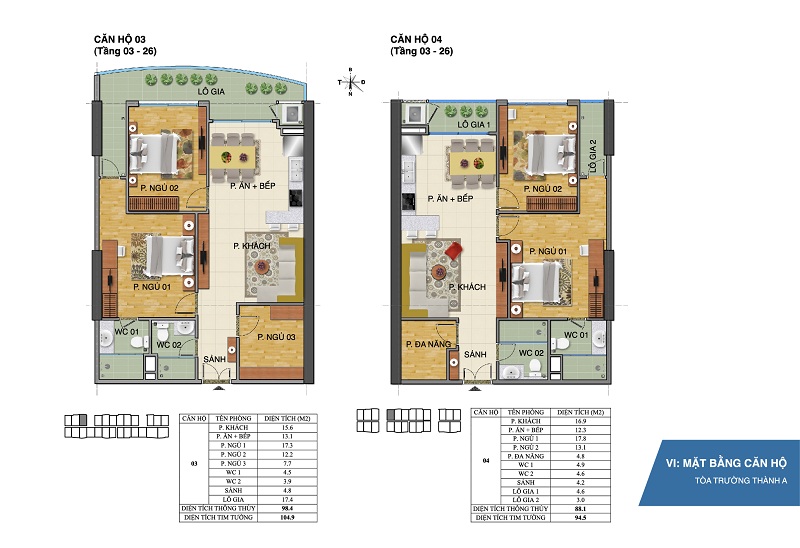 CĂN HỘ 03
(Tầng 03 - 26)
LÔ GIA
P. NGỦ 02
P. ĂN + BẾP
P. KHÁCH
P. NGỦ 01
P. NGỦ 03
WC 01
WC 02
SẢNH
B
T Đ
N
CĂN HỘ 04
(Tầng 03 - 26)
LÔ GIA 1
LÔ GIA 2
P. NGỦ 02
P. ĂN + BẾP
P. NGỦ 01
P. KHÁCH
P. ĐA NĂNG
SẢNH
WC 02
WC 01
CĂN HỘ TÊN PHÒNG DIỆN TÍCH (M2)
03
P. KHÁCH 15.6
P. ĂN + BẾP 13.1
P. NGỦ 1 17.3
P. NGỦ 2 12.2
P. NGỦ 3 7.7
WC 1 4.5
WC 2 3.9
SẢNH 4.8
LÔ GIA 17.4
DIỆN TÍCH THÔNG THỦY 98.4
DIỆN TÍCH TIM TƯỜNG 104.9
CĂN HỘ TÊN PHÒNG DIỆN TÍCH (M2)
04
P. KHÁCH 16.9
P. ĂN + BẾP 12.3
P. NGỦ 1 17.8
P. NGỦ 2 13.1
P. ĐA NĂNG 4.8
WC 1 4.9
WC 2 4.6
SẢNH 4.2
LÔ GIA 1 4.6
LÔ GIA 2 3.0
DIỆN TÍCH THÔNG THỦY 88.1
DIỆN TÍCH TIM TƯỜNG 94.5
VI: MẶT BẰNG CĂN HỘ
TÒA TRƯỜNG THÀNH A